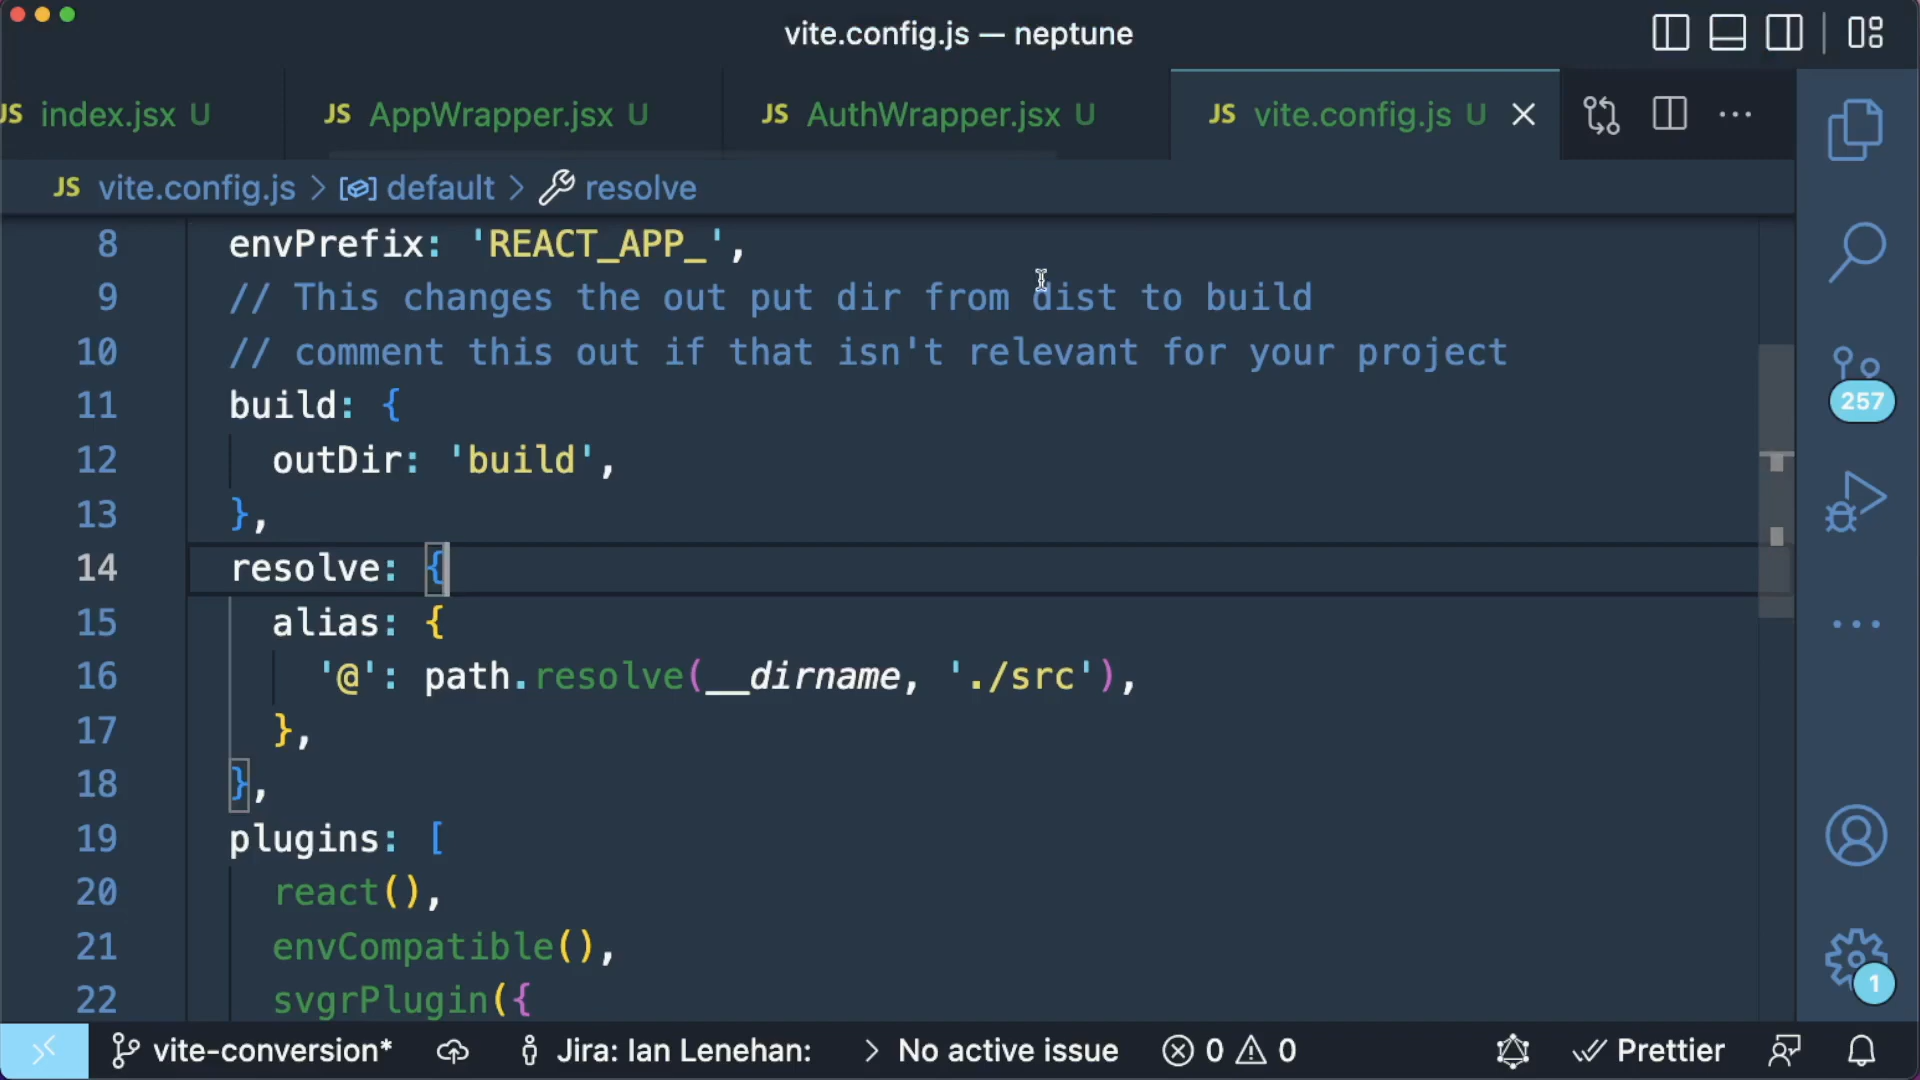 vite.config.js — neptune
JS index.jsx U
JS AppWrapper.jsx U
JS AuthWrapper.jsx U
JS vite.config.js U
JS vite.config.js > default > resolve
8 envPrefix: 'REACT_APP_',
9 // This changes the out put dir from dist to build
10 // comment this out if that isn't relevant for your project
11 build: {
12 outDir: 'build',
13 },
14 resolve: {
15 alias: {
16 '@': path.resolve(__dirname, './src'),
17 },
18 },
19 plugins: [
20 react(),
21 envCompatible(),
22 svgrPlugin({
257
1
vite-conversion* Jira: Ian Lenehan: > No active issue 0 0 Prettier